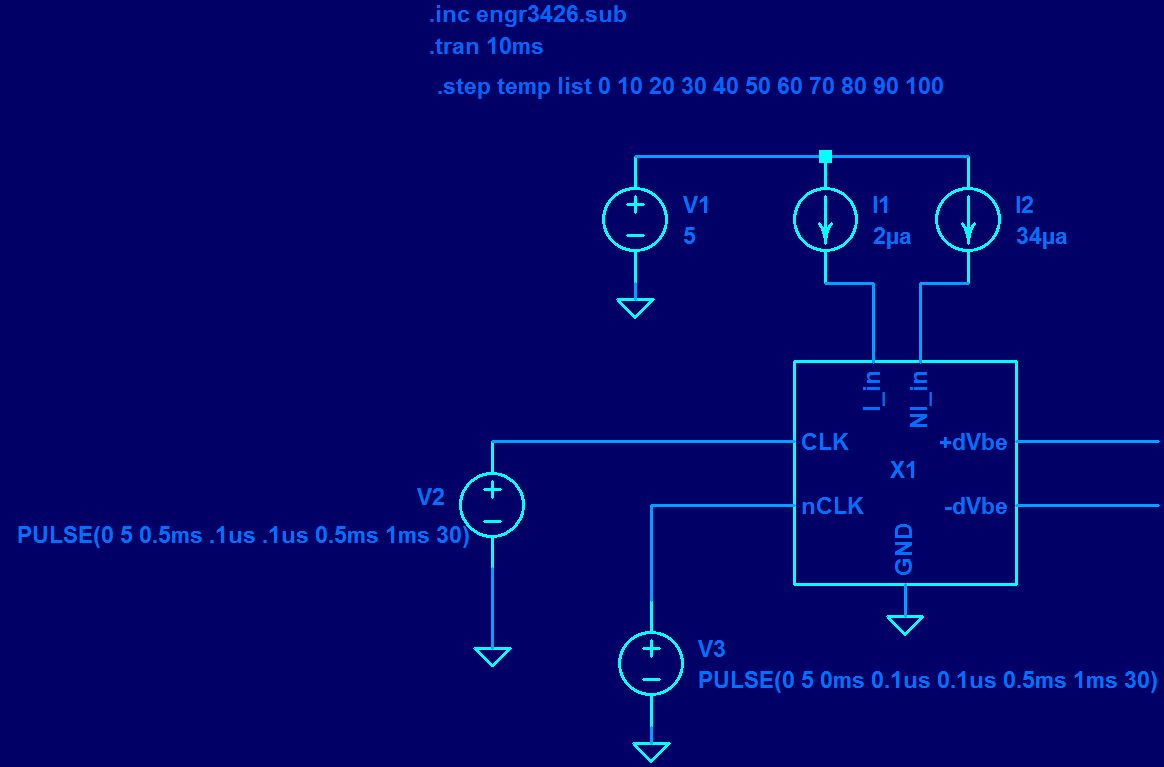 .inc engr3426.sub
.tran 10ms
.step temp list 0 10 20 30 40 50 60 70 80 90 100
V1
5
I1
2µa
I2
34µa
I_in
NI_in
CLK
+dVbe
X1
nCLK
-dVbe
GND
V2
PULSE(0 5 0.5ms .1us .1us 0.5ms 1ms 30)
V3
PULSE(0 5 0ms 0.1us 0.1us 0.5ms 1ms 30)